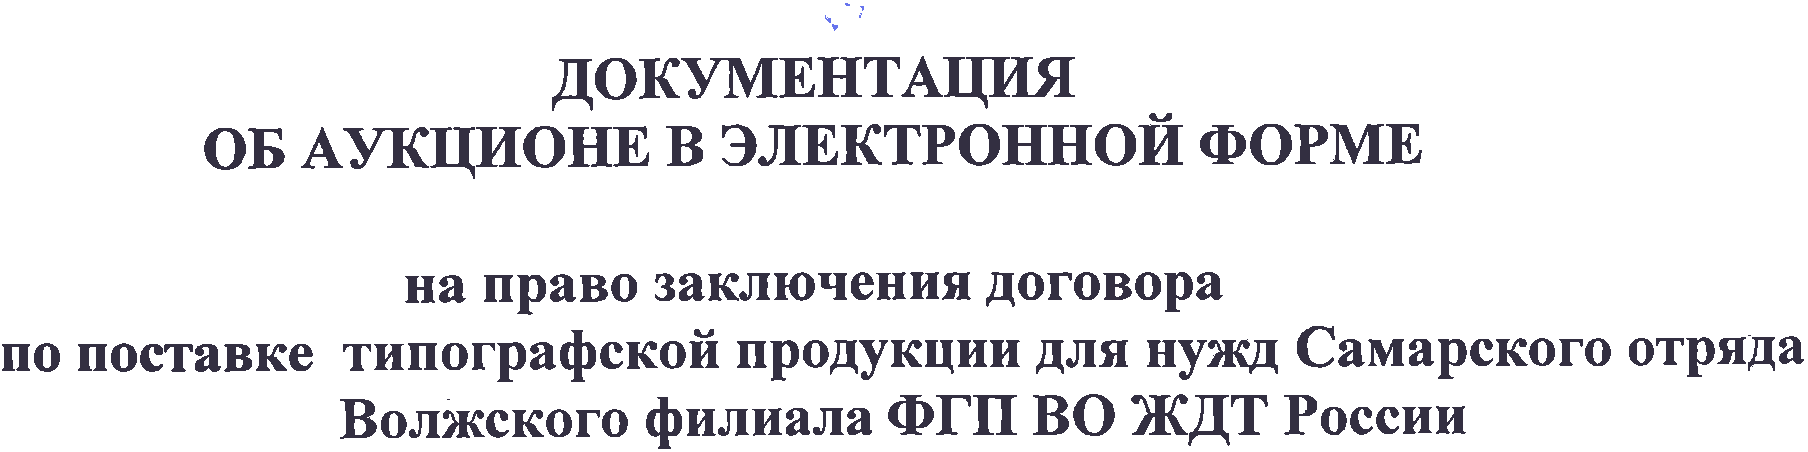 ДОКУМЕНТАЦИЯ
ОБ АУКЦИОНЕ В ЭЛЕКТРОННОЙ ФОРМЕ
на право заключения договора
по поставке типографской продукции для нужд Самарского отряда
Волжского филиала ФГП ВО ЖДТ России